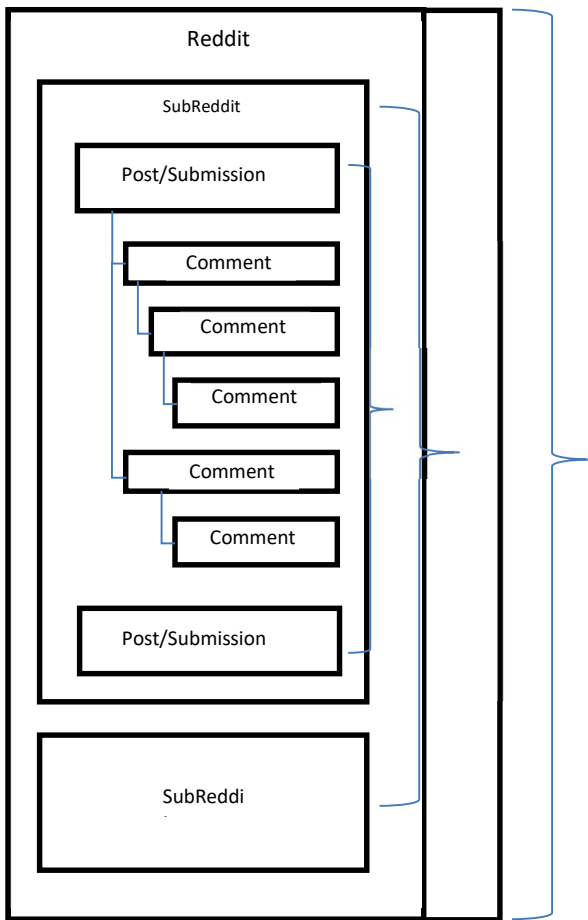 Reddit
SubReddit
Post/Submission
Comment
Comment
Comment
Comment
Comment
Post/Submission
SubReddi